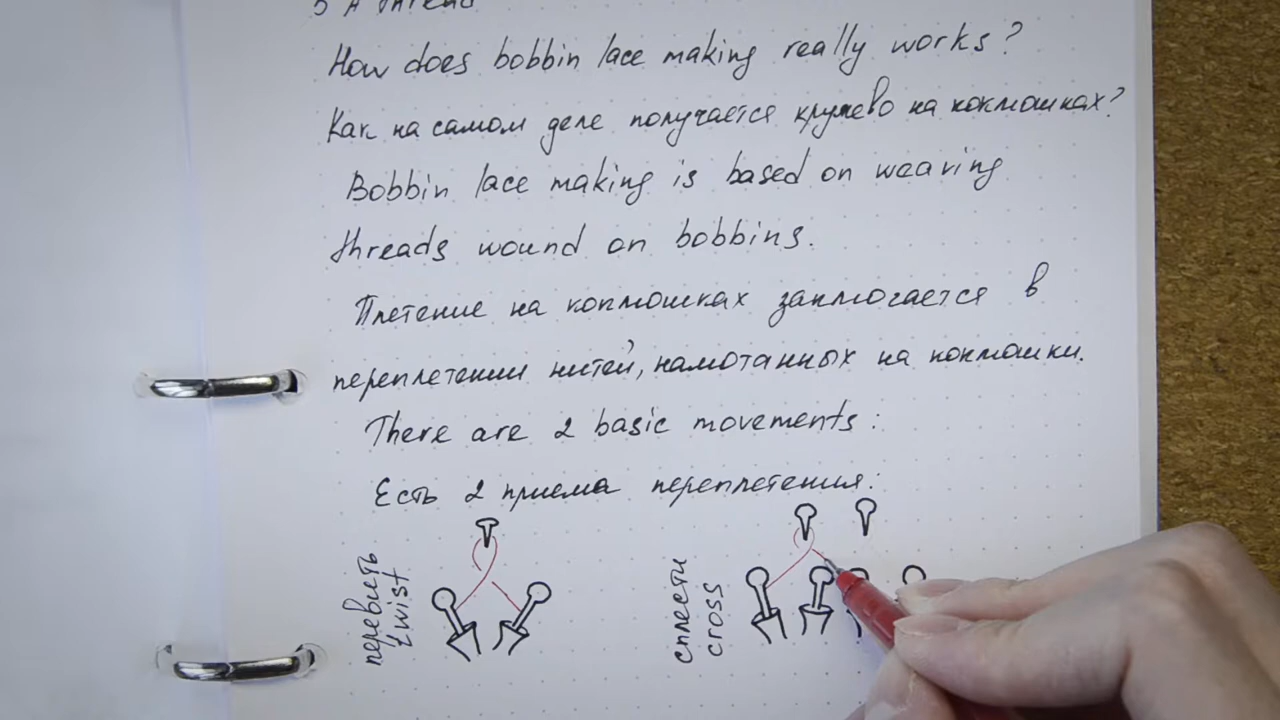 How does bobbin lace making really works?
Как на самом деле получается кружево на коклюшках?
Bobbin lace making is based on weaving
threads wound on bobbins.
Плетение на коклюшках заключается в
переплетении нитей, намотанных на коклюшки.
There are 2 basic movements:
Есть 2 приема переплетения:
перевить
twist
сплести
cross